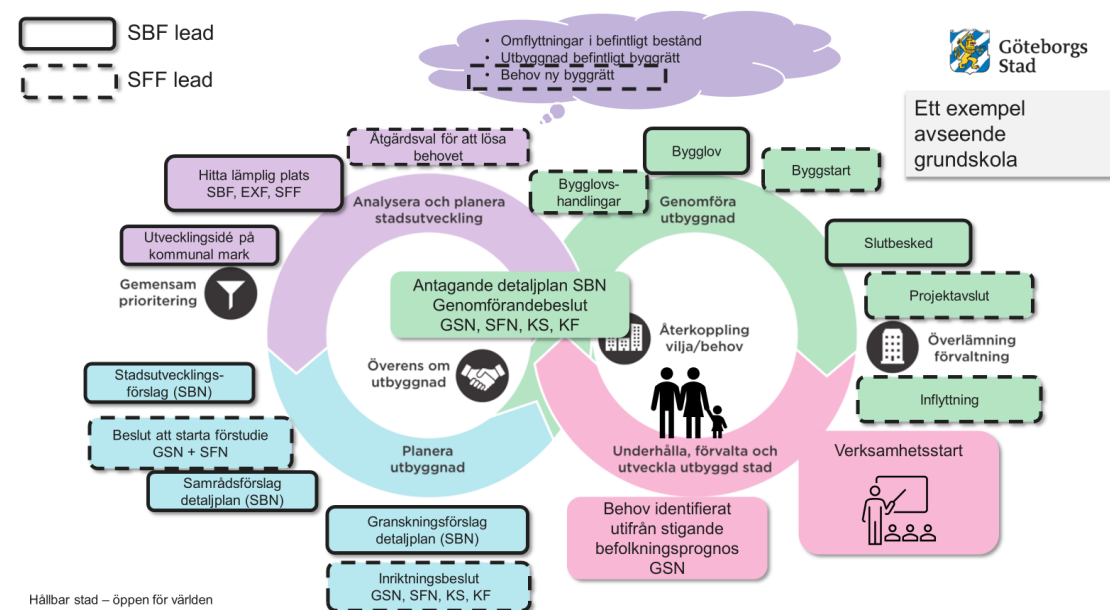 SBF lead
SFF lead
• Omflyttningar i befintligt bestånd
• Utbyggnad befintligt byggrätt
• Behov ny byggrätt
Göteborgs
Stad
Ett exempel
avseende
grundskola
Åtgärdsval för att lösa
behovet
Bygglov
Byggstart
Hitta lämplig plats
SBF, EXF, SFF
Bygglovs-
handlingar
Analysera och planera
stadsutveckling
Genomföra
utbyggnad
Utvecklingsidé på
kommunal mark
Slutbesked
Gemensam
prioritering
Antagande detaljplan SBN
Genomförandebeslut
GSN, SFN, KS, KF
Projektavslut
Återkoppling
vilja/behov
Överlämning
förvaltning
Överens om
utbyggnad
Stadsutvecklings-
förslag (SBN)
Inflyttning
Beslut att starta förstudie
GSN + SFN
Planera
utbyggnad
Underhålla, förvalta och
utveckla utbyggd stad
Verksamhetsstart
Samrådsförslag
detaljplan (SBN)
Granskningsförslag
detaljplan (SBN)
Behov identifierat
utifrån stigande
befolkningsprognos
GSN
Inriktningsbeslut
GSN, SFN, KS, KF
Hållbar stad – öppen för världen